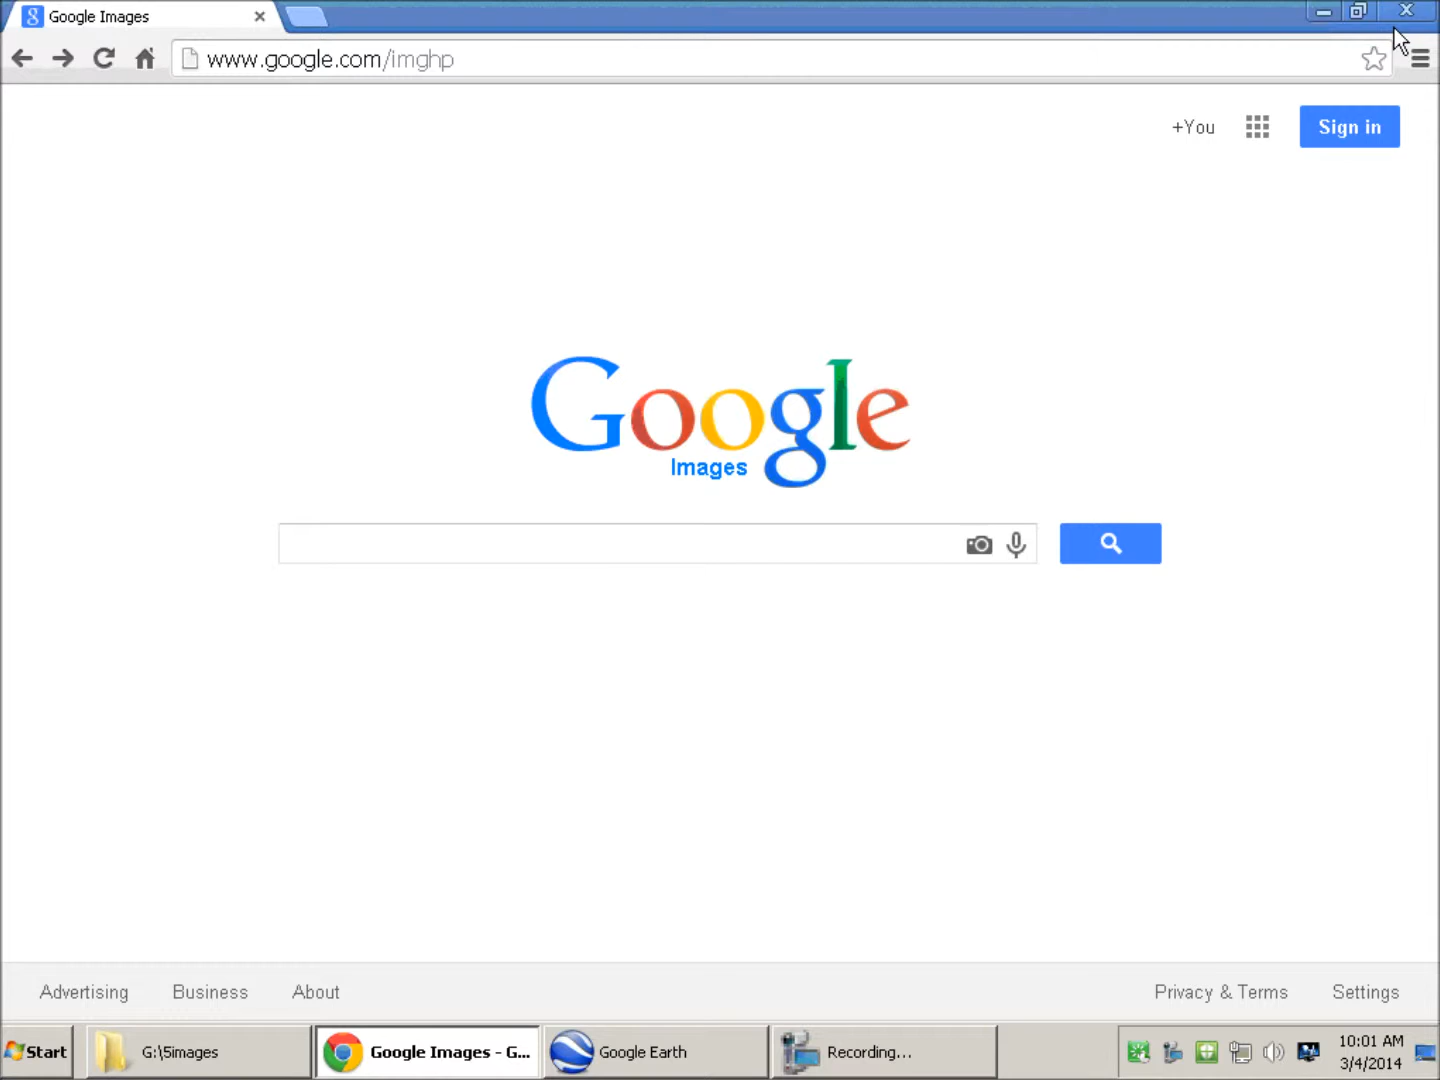 Google Images
www.google.com/imghp
+You
Sign in
Google
Images
Advertising
Business
About
Privacy & Terms
Settings
Start
G:\5images
Google Images - G...
Google Earth
Recording...
10:01 AM
3/4/2014